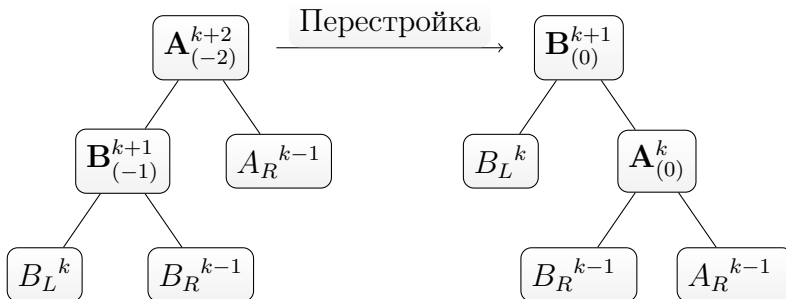 A^{k+2}_{(-2)} Перестройка B^{k+1}_{(0)}
B^{k+1}_{(-1)} A_R^{k-1} B_L^k A^k_{(0)}
B_L^k B_R^{k-1} B_R^{k-1} A_R^{k-1}